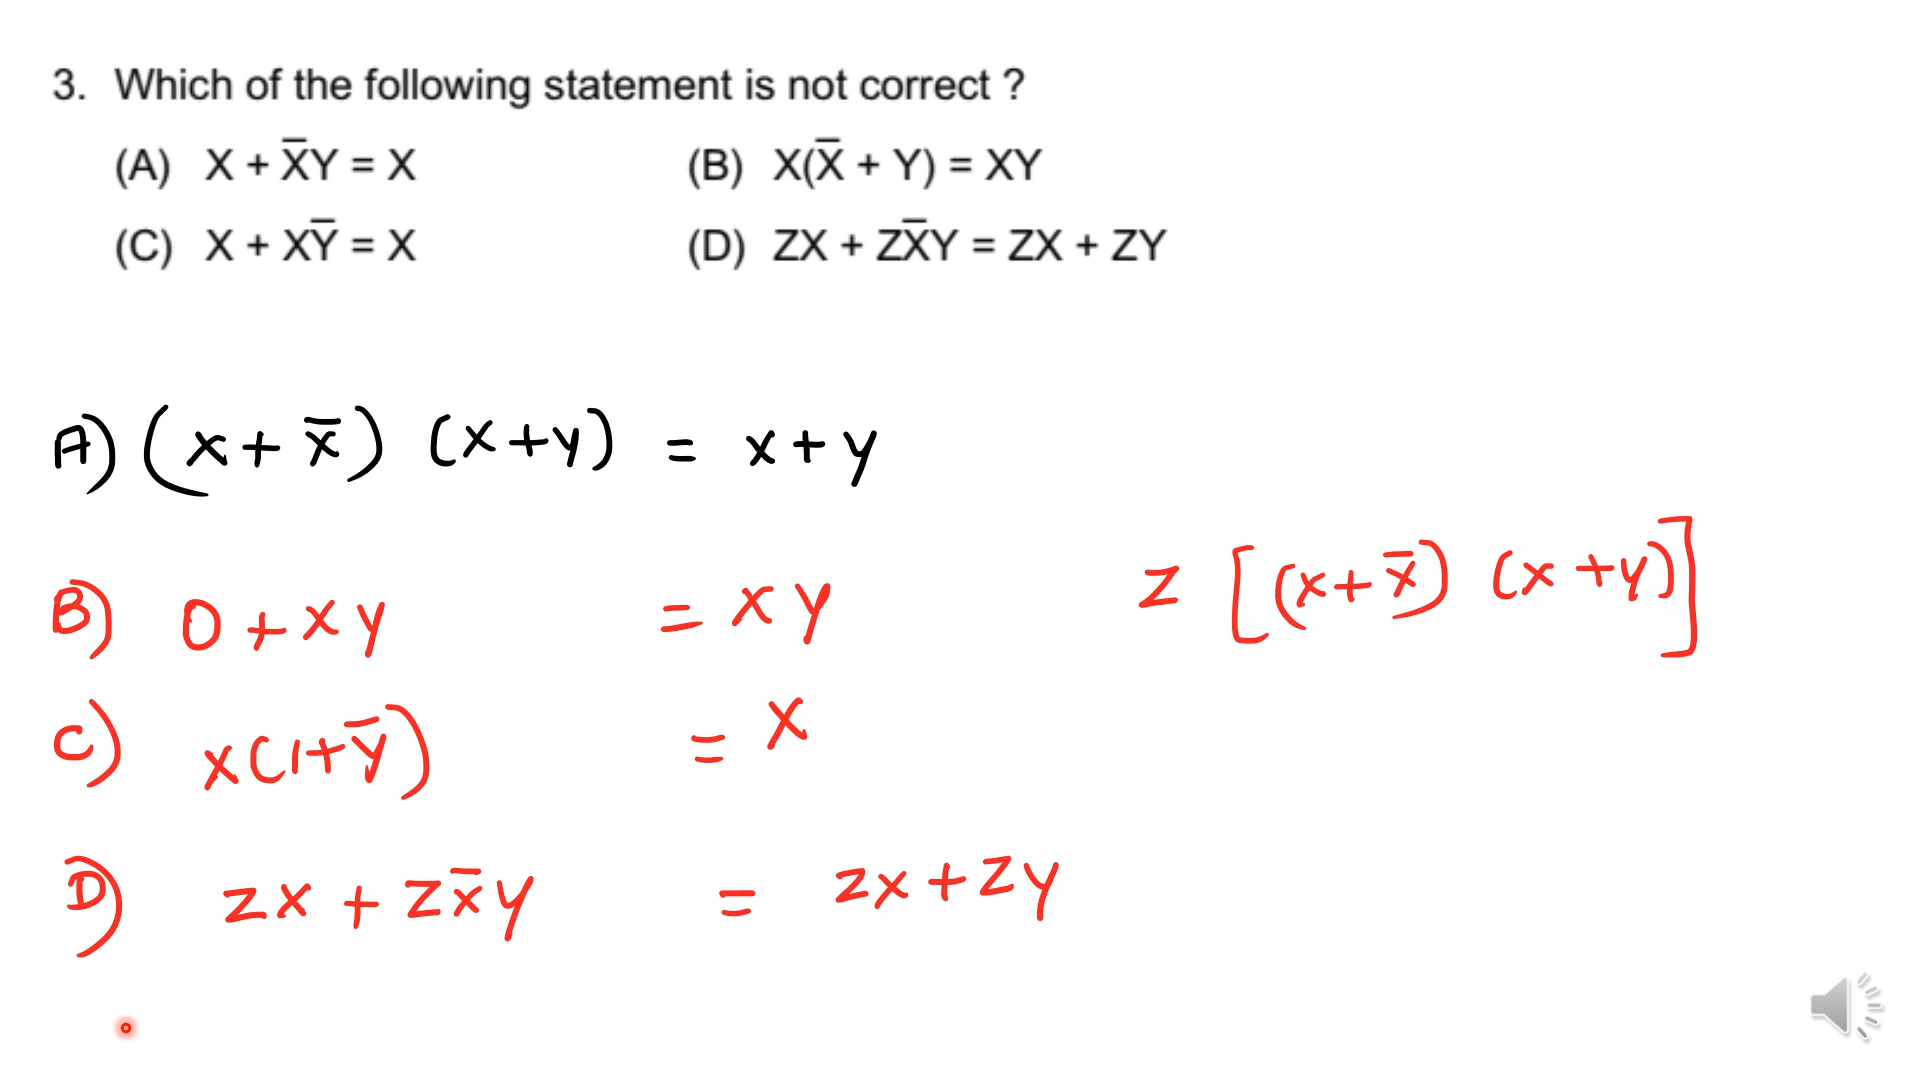 3. Which of the following statement is not correct ?
(A) X + X̅Y = X (B) X(X̅ + Y) = XY
(C) X + XY̅ = X (D) ZX + ZX̅Y = ZX + ZY
A) (x + x̅) (x + y) = x + y
z [(x + x̅) (x + y)]
B) 0 + x y = x y
C) x(1 + y̅) = x
D) zx + zx̅y = zx + zy